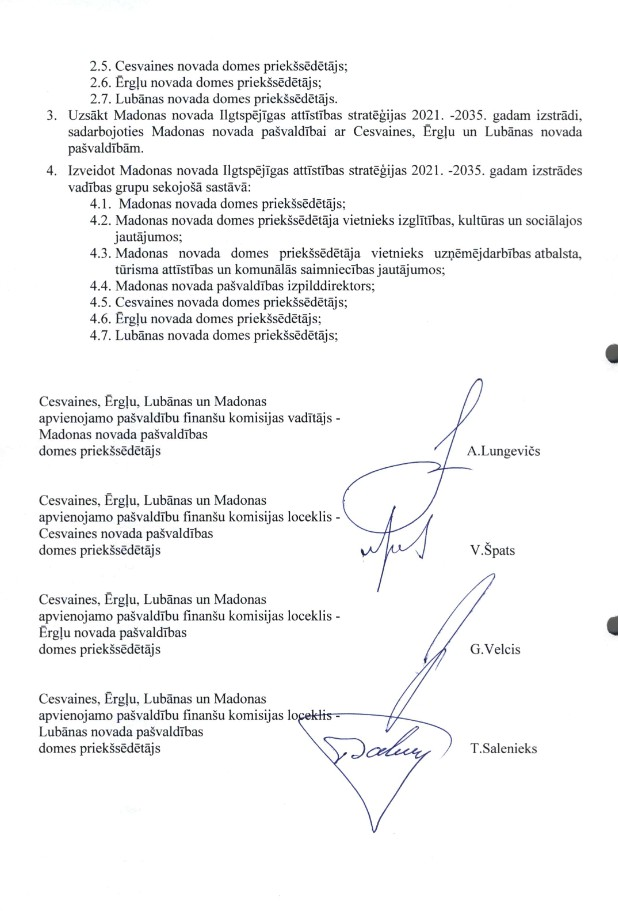 2.5. Cesvaines novada domes priekšsēdētājs;
2.6. Ērgļu novada domes priekšsēdētājs;
2.7. Lubānas novada domes priekšsēdētājs.
3. Uzsākt Madonas novada Ilgtspējīgas attīstības stratēģijas 2021. -2035. gadam izstrādi,
sadarbojoties Madonas novada pašvaldībai ar Cesvaines, Ērgļu un Lubānas novada
pašvaldībām.
4. Izveidot Madonas novada Ilgtspējīgas attīstības stratēģijas 2021. -2035. gadam izstrādes
vadības grupu sekojošā sastāvā:
4.1. Madonas novada domes priekšsēdētājs;
4.2. Madonas novada domes priekšsēdētāja vietnieks izglītības, kultūras un sociālajos
jautājumos;
4.3. Madonas novada domes priekšsēdētāja vietnieks uzņēmējdarbības atbalsta,
tūrisma attīstības un komunālās saimniecības jautājumos;
4.4. Madonas novada pašvaldības izpilddirektors;
4.5. Cesvaines novada domes priekšsēdētājs;
4.6. Ērgļu novada domes priekšsēdētājs;
4.7. Lubānas novada domes priekšsēdētājs;
Cesvaines, Ērgļu, Lubānas un Madonas
apvienojamo pašvaldību finanšu komisijas vadītājs -
Madonas novada pašvaldības
domes priekšsēdētājs A.Lungevičs
Cesvaines, Ērgļu, Lubānas un Madonas
apvienojamo pašvaldību finanšu komisijas loceklis -
Cesvaines novada pašvaldības
domes priekšsēdētājs V.Špats
Cesvaines, Ērgļu, Lubānas un Madonas
apvienojamo pašvaldību finanšu komisijas loceklis -
Ērgļu novada pašvaldības
domes priekšsēdētājs G.Velcis
Cesvaines, Ērgļu, Lubānas un Madonas
apvienojamo pašvaldību finanšu komisijas loceklis -
Lubānas novada pašvaldības
domes priekšsēdētājs T.Salenieks